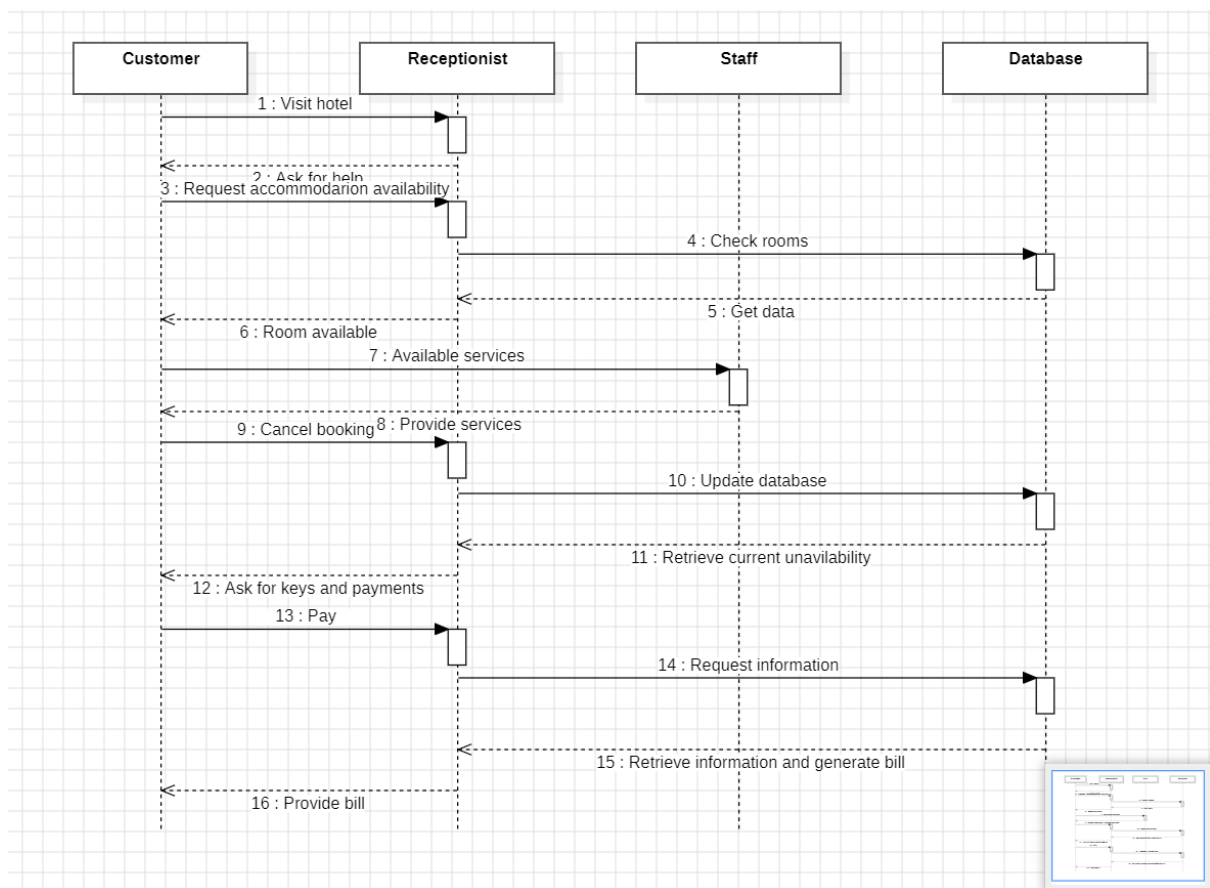 Customer
Receptionist
Staff
Database
1 : Visit hotel
2 : Ask for help
3 : Request accommodarion availability
4 : Check rooms
5 : Get data
6 : Room available
7 : Available services
8 : Provide services
9 : Cancel booking
10 : Update database
11 : Retrieve current unavilability
12 : Ask for keys and payments
13 : Pay
14 : Request information
15 : Retrieve information and generate bill
16 : Provide bill